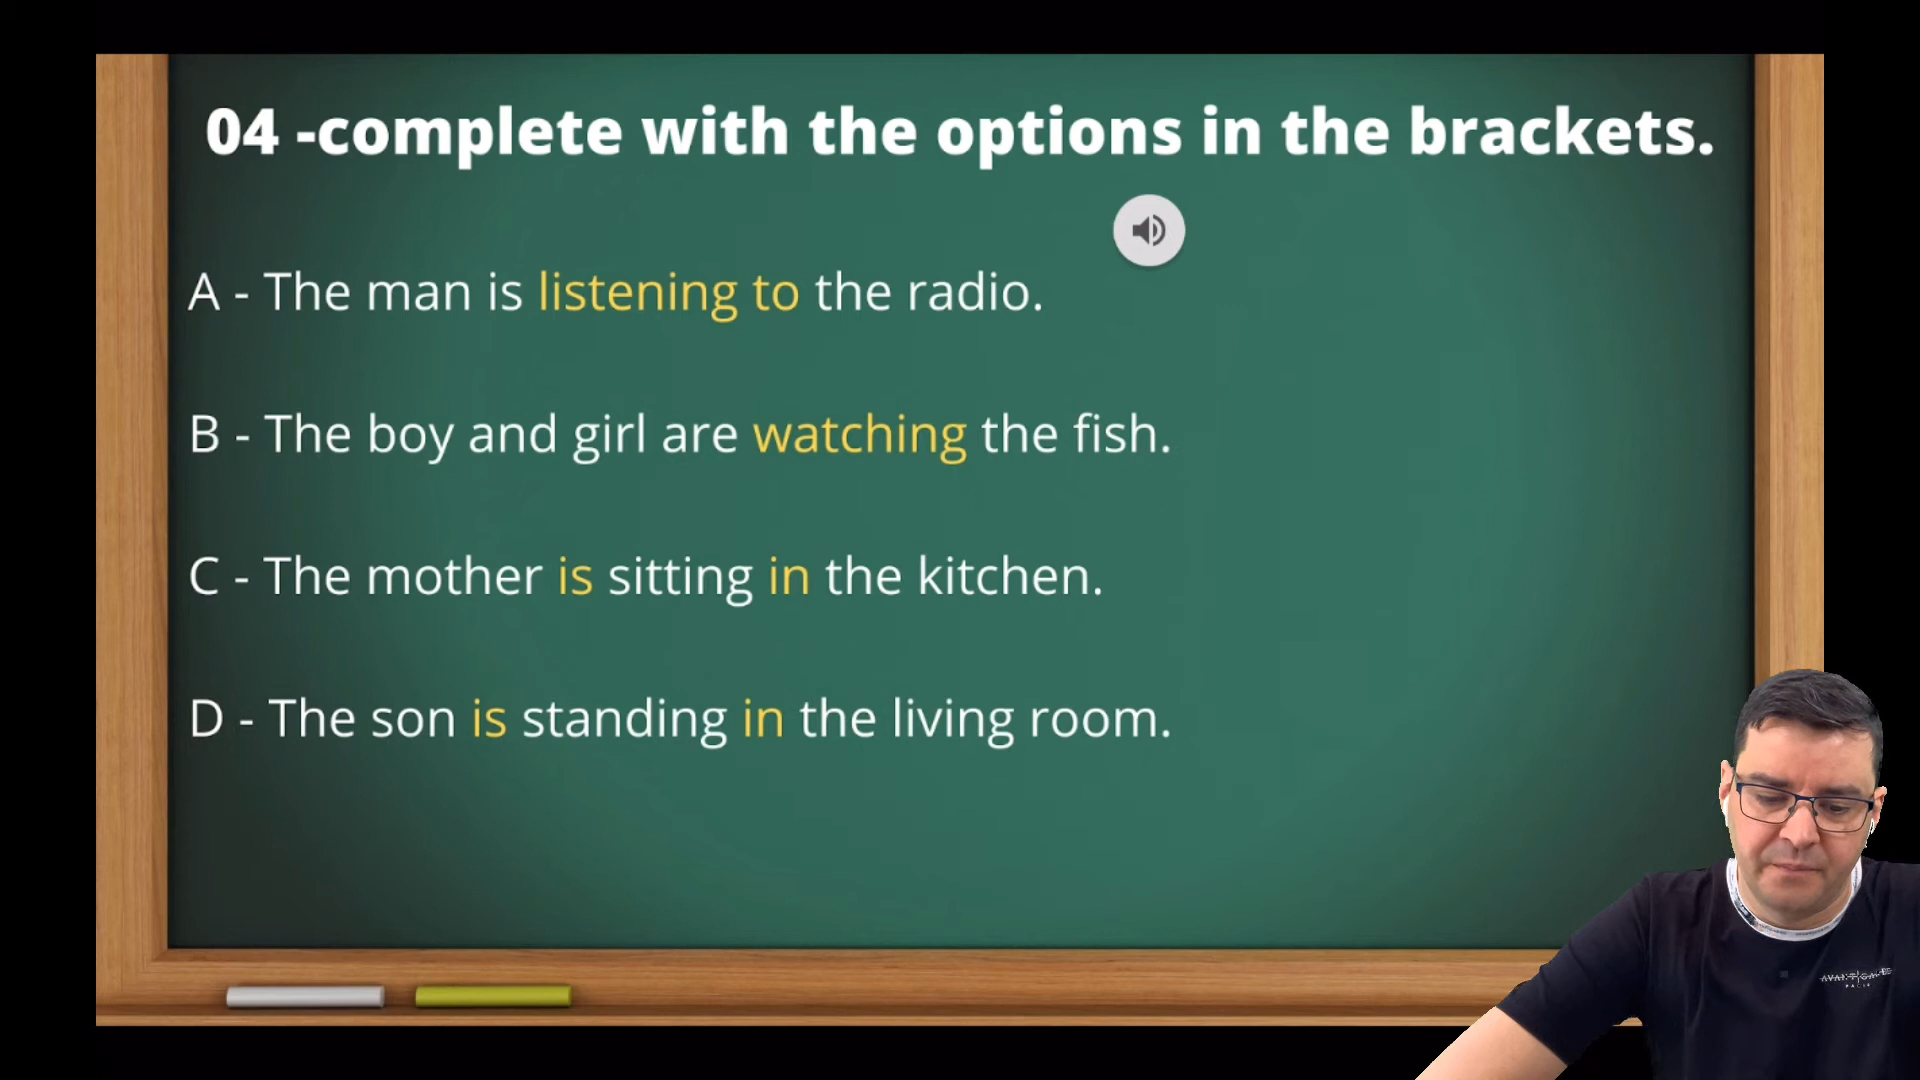 04 -complete with the options in the brackets.
A - The man is listening to the radio.
B - The boy and girl are watching the fish.
C - The mother is sitting in the kitchen.
D - The son is standing in the living room.